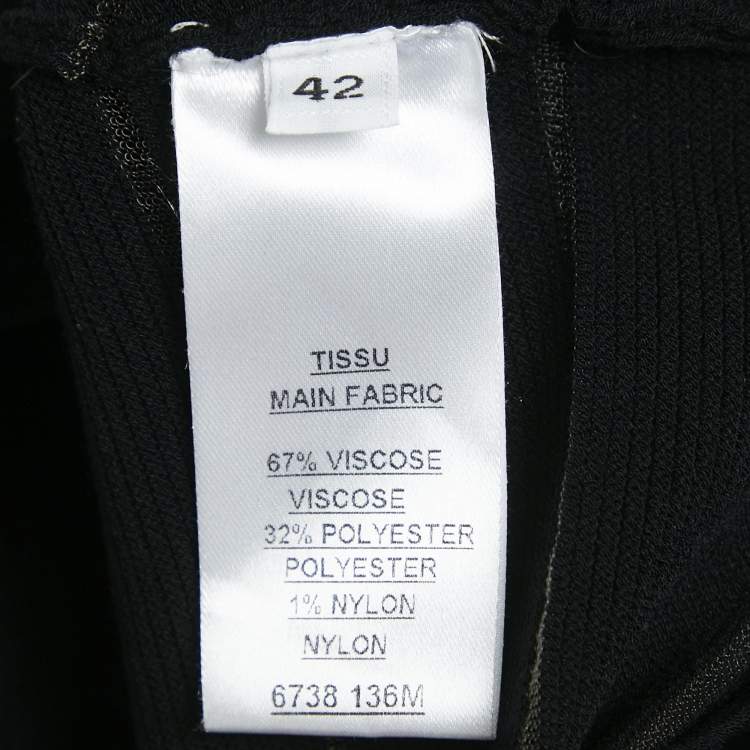 42
TISSU
MAIN FABRIC
67% VISCOSE
VISCOSE
32% POLYESTER
POLYESTER
1% NYLON
NYLON
6738 136M